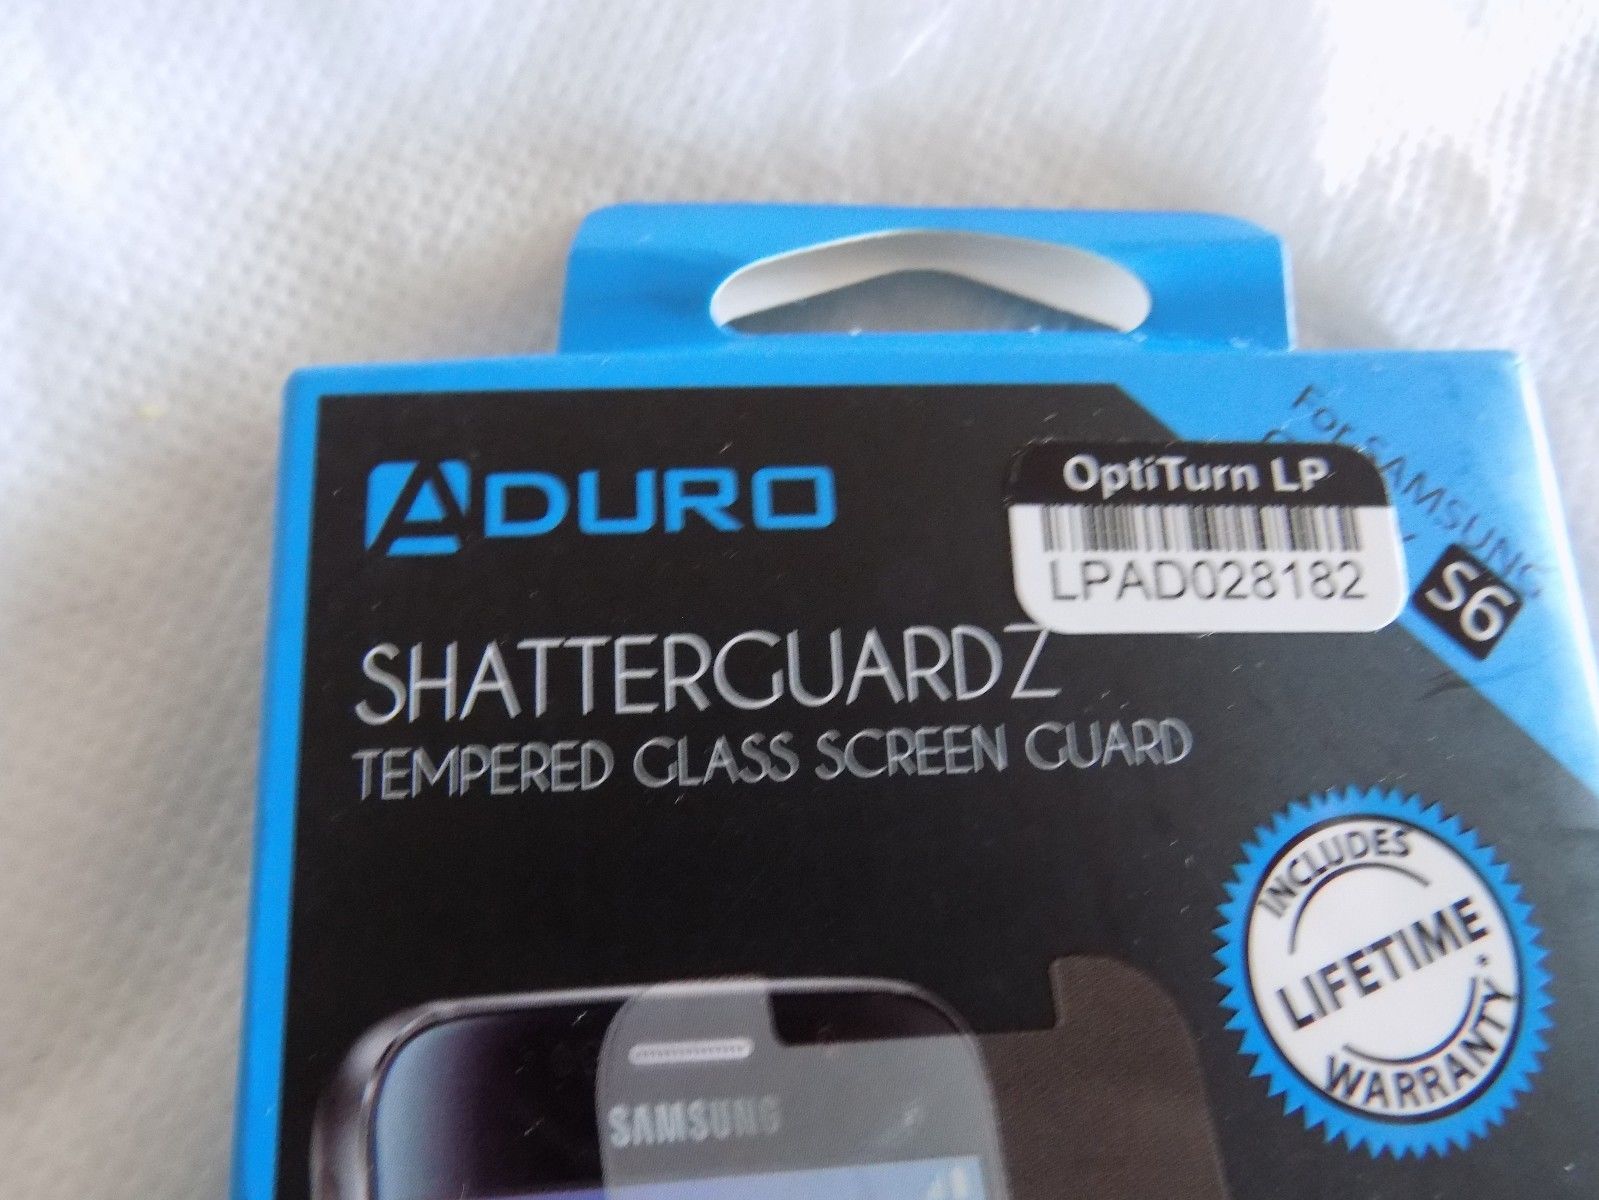 ADURO
For SAMSUNG
S6
OptiTurn LP
LPAD028182
SHATTERGUARDZ
TEMPERED GLASS SCREEN GUARD
INCLUDES
LIFETIME
WARRANTY
SAMSUNG